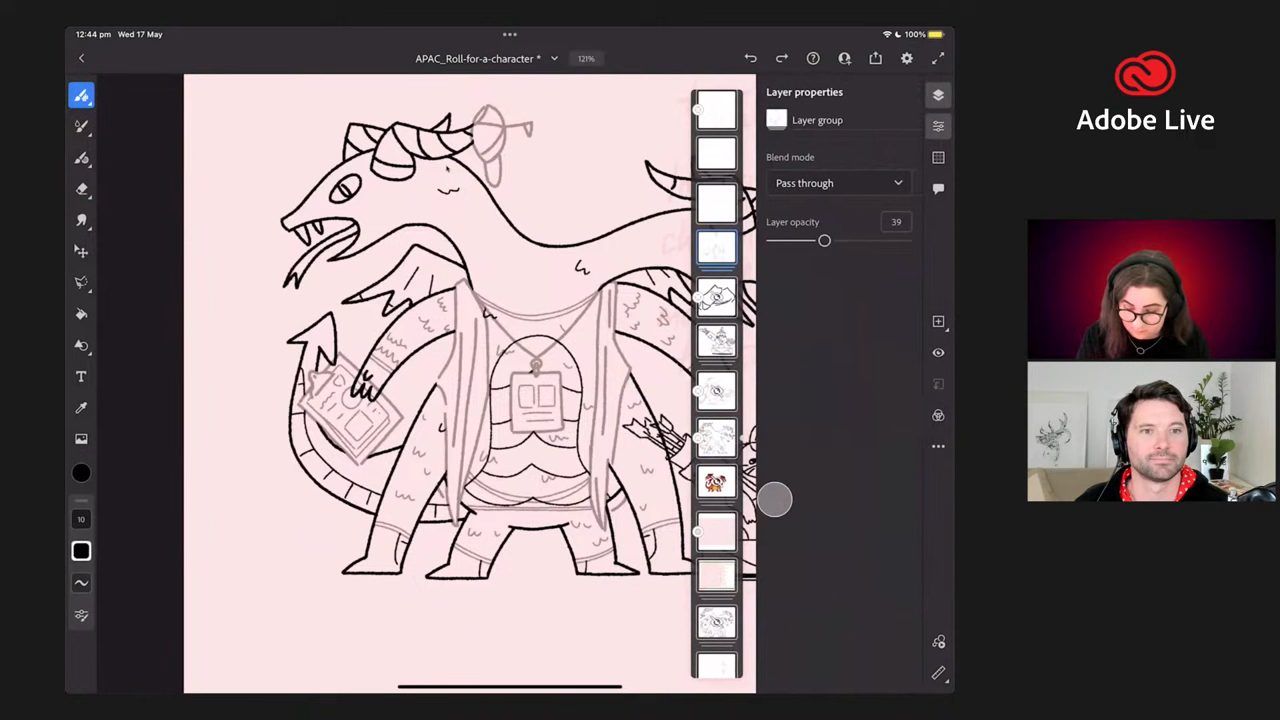 12:44 pm Wed 17 May
100%
APAC_Roll-for-a-character *
121%
Layer properties
Layer group
Blend mode
Pass through
Layer opacity
39
T
10
Adobe Live